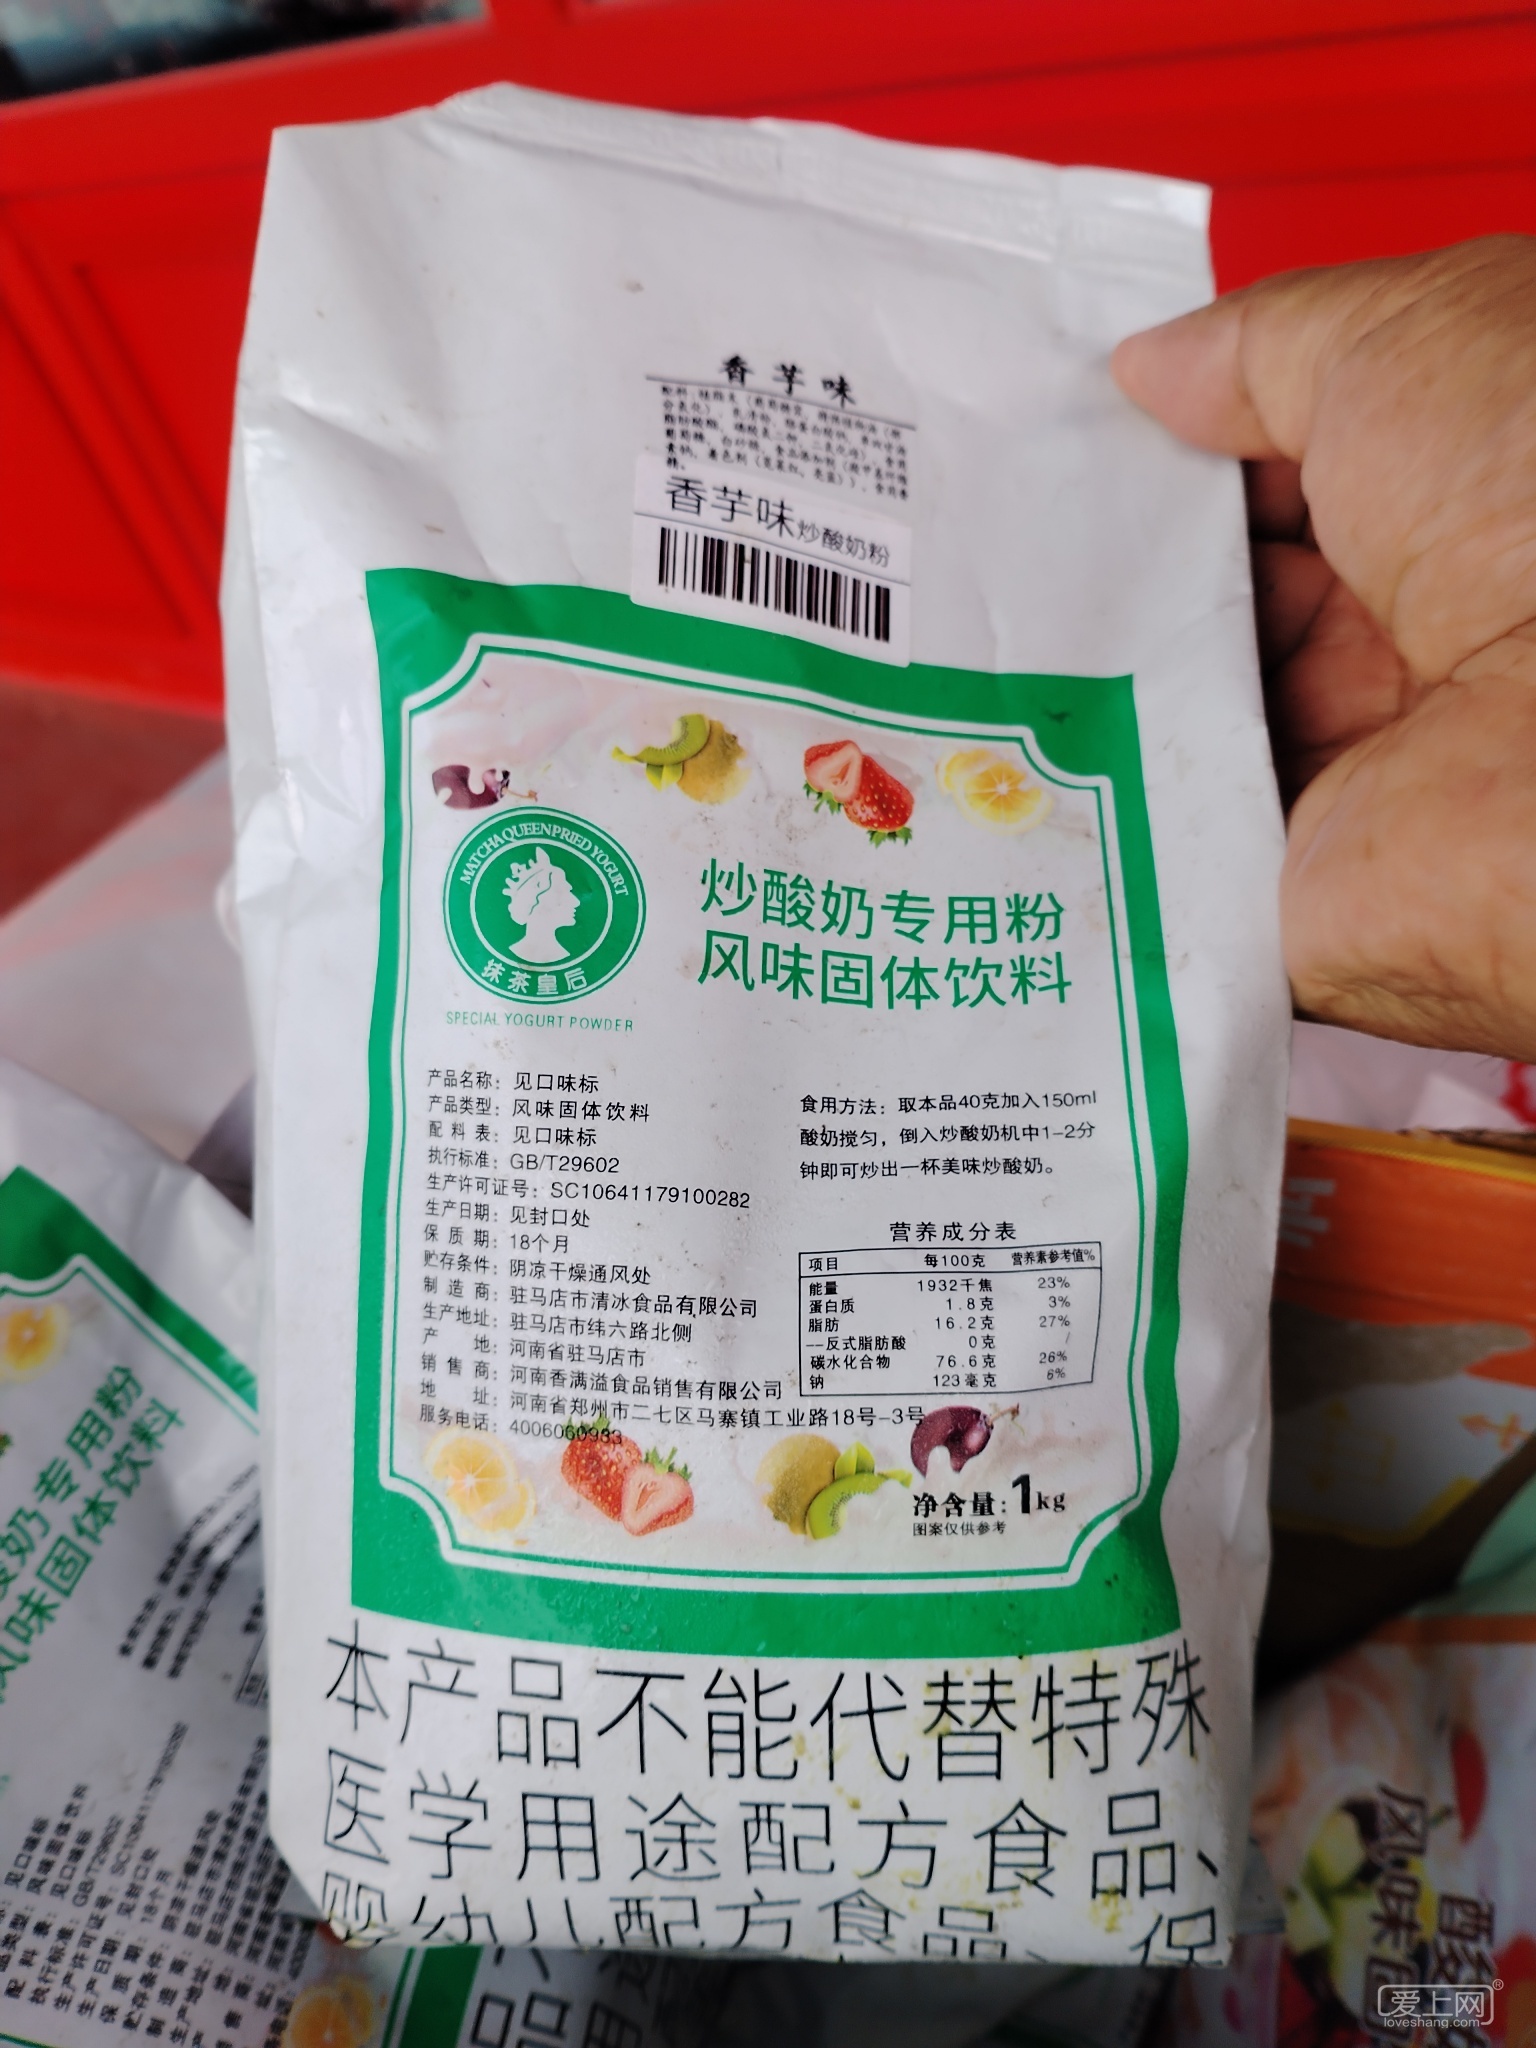 香芋味
香芋味炒酸奶粉
MATCHA QUEEN PRIED YOGURT
抹茶皇后
SPECIAL YOGURT POWDER
炒酸奶专用粉
风味固体饮料
产品名称：见口味标
产品类型：风味固体饮料
配料表：见口味标
执行标准：GB/T29602
生产许可证号：SC10641179100282
生产日期：见封口处
保质期：18个月
贮存条件：阴凉干燥通风处
制造商：驻马店市清冰食品有限公司
生产地址：驻马店市纬六路北侧
产地：河南省驻马店市
销售商：河南香满溢食品销售有限公司
地址：河南省郑州市二七区马寨镇工业路18号-3号
服务电话：4006060933
食用方法：取本品40克加入150ml
酸奶搅匀，倒入炒酸奶机中1-2分
钟即可炒出一杯美味炒酸奶。
营养成分表
项目 每100克 营养素参考值%
能量 1932千焦 23%
蛋白质 1.8克 3%
脂肪 16.2克 27%
--反式脂肪酸 0克 /
碳水化合物 76.6克 26%
钠 123毫克 6%
净含量：1kg
图案仅供参考
本产品不能代替特殊
医学用途配方食品、
婴幼儿配方食品、保
炒酸奶专用粉
风味固体饮料
爱上网®
loveshang.com